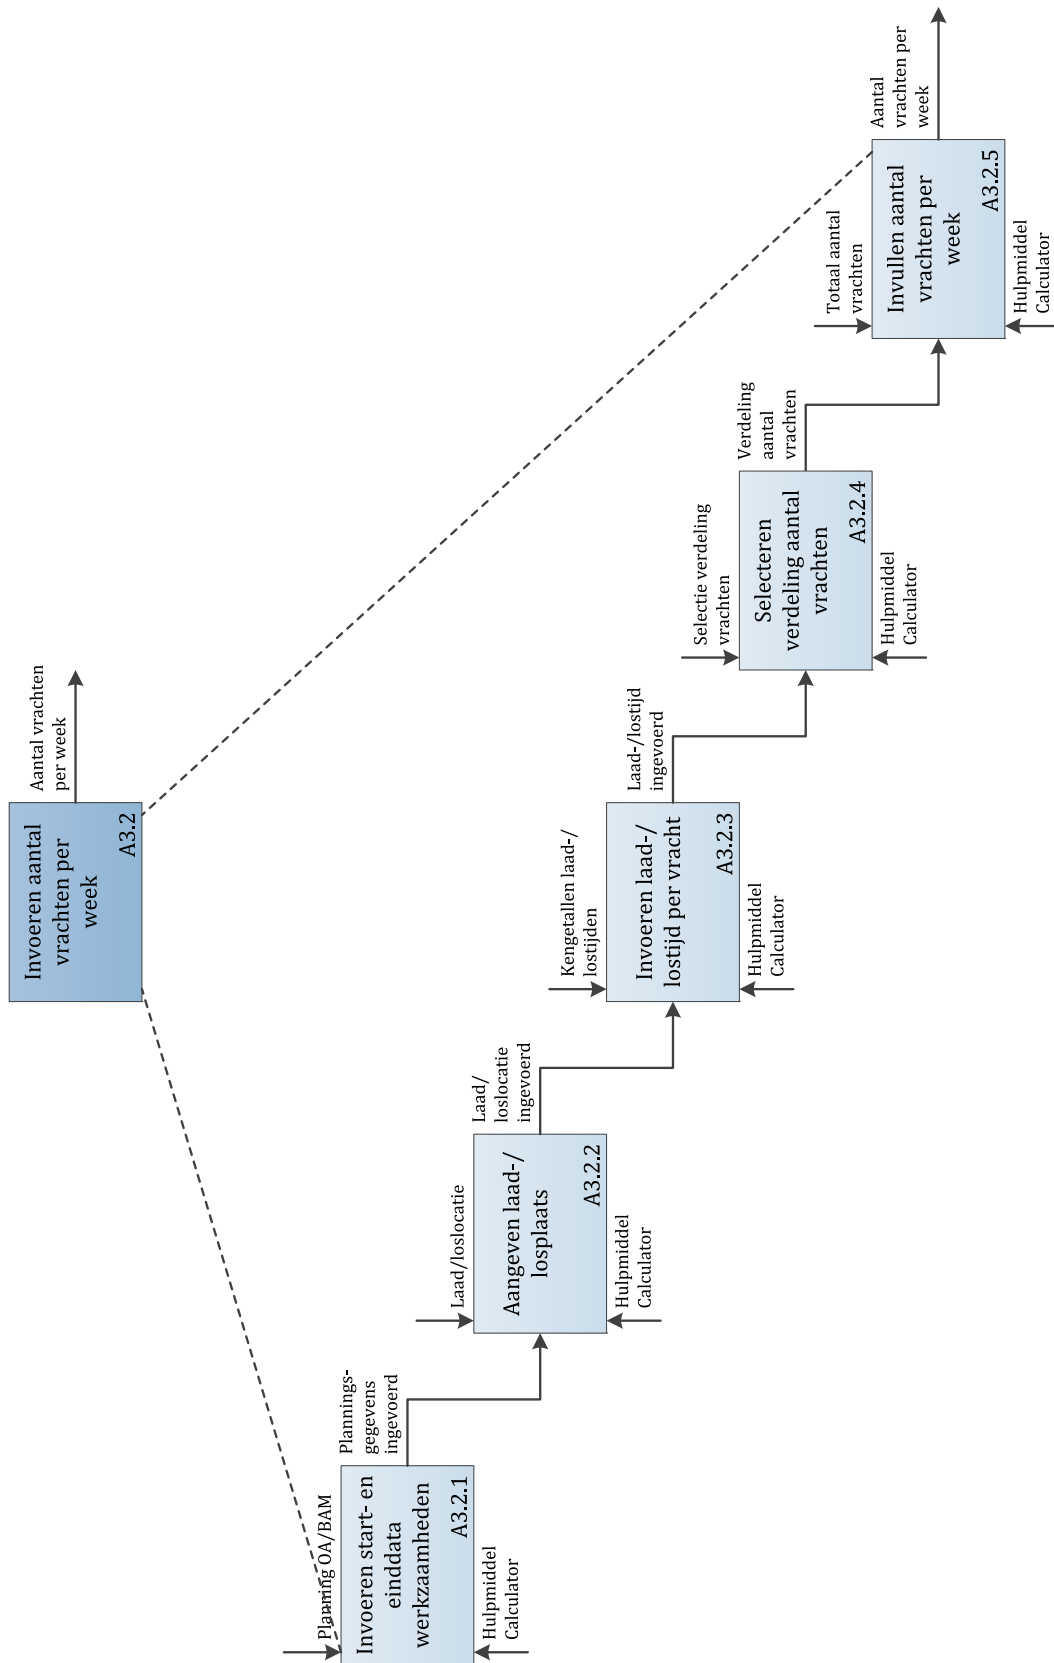 Invoeren aantal
vrachten per
week
A3.2
Aantal vrachten
per week
Planning OA/BAM
Invoeren start- en
einddata
werkzaamheden
A3.2.1
Hulpmiddel
Calculator
Plannings-
gegevens
ingevoerd
Laad/loslocatie
Aangeven laad-/
losplaats
A3.2.2
Hulpmiddel
Calculator
Laad/
loslocatie
ingevoerd
Kengetallen laad-/
lostijden
Invoeren laad-/
lostijd per vracht
A3.2.3
Hulpmiddel
Calculator
Laad-/lostijd
ingevoerd
Selectie verdeling
vrachten
Selecteren
verdeling aantal
vrachten
A3.2.4
Hulpmiddel
Calculator
Verdeling
aantal
vrachten
Totaal aantal
vrachten
Invullen aantal
vrachten per
week
A3.2.5
Hulpmiddel
Calculator
Aantal
vrachten per
week